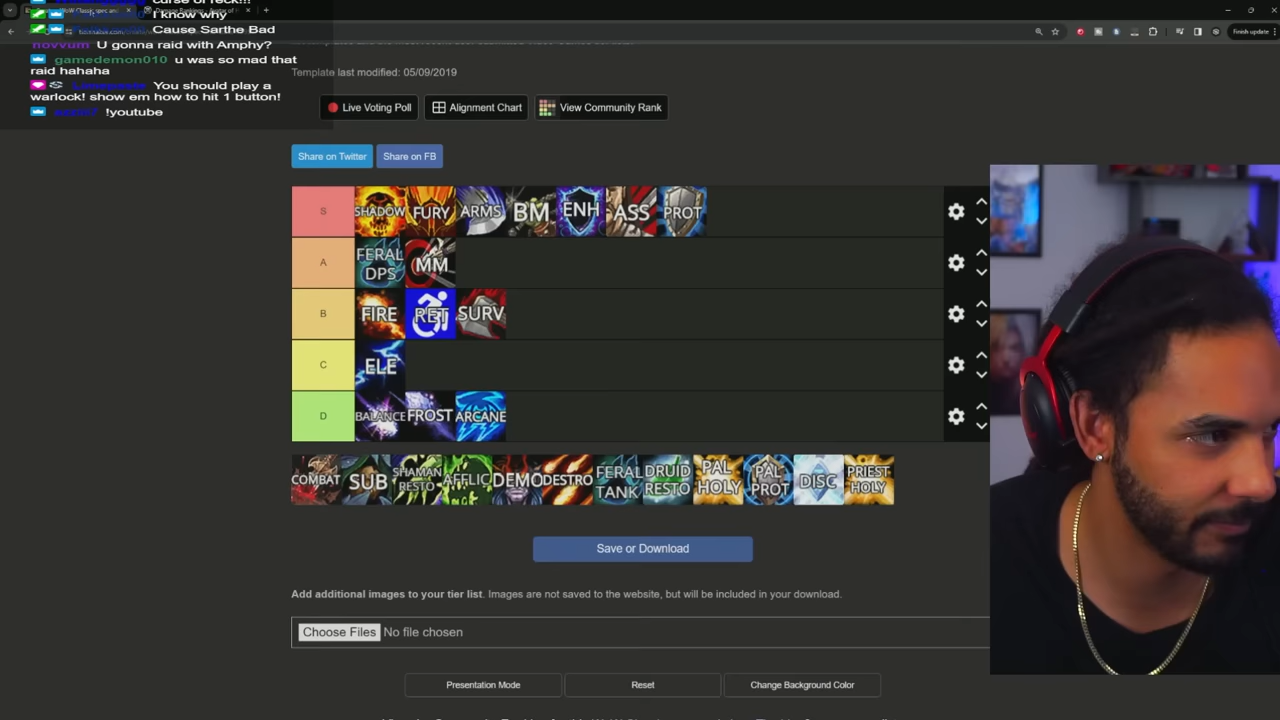 Curse of reck!!!
I know why
Cause Sarthe Bad
novvum U gonna raid with Amphy?
gamedemon010 u was so mad that
raid hahaha
You should play a
warlock! show em how to hit 1 button!
!youtube
Finish update
Template last modified: 05/09/2019
Live Voting Poll
Alignment Chart
View Community Rank
Share on Twitter
Share on FB
S
SHADOW
FURY
ARMS
BM
ENH
ASS
PROT
A
FERAL
DPS
MM
B
FIRE
RET
SURV
C
ELE
D
BALANCE
FROST
ARCANE
COMBAT
SUB
SHAMAN
RESTO
AFFLIC
DEMO
DESTRO
FERAL
TANK
DRUID
RESTO
PAL
HOLY
PAL
PROT
DISC
PRIEST
HOLY
Save or Download
Add additional images to your tier list. Images are not saved to the website, but will be included in your download.
Choose Files No file chosen
Presentation Mode
Reset
Change Background Color